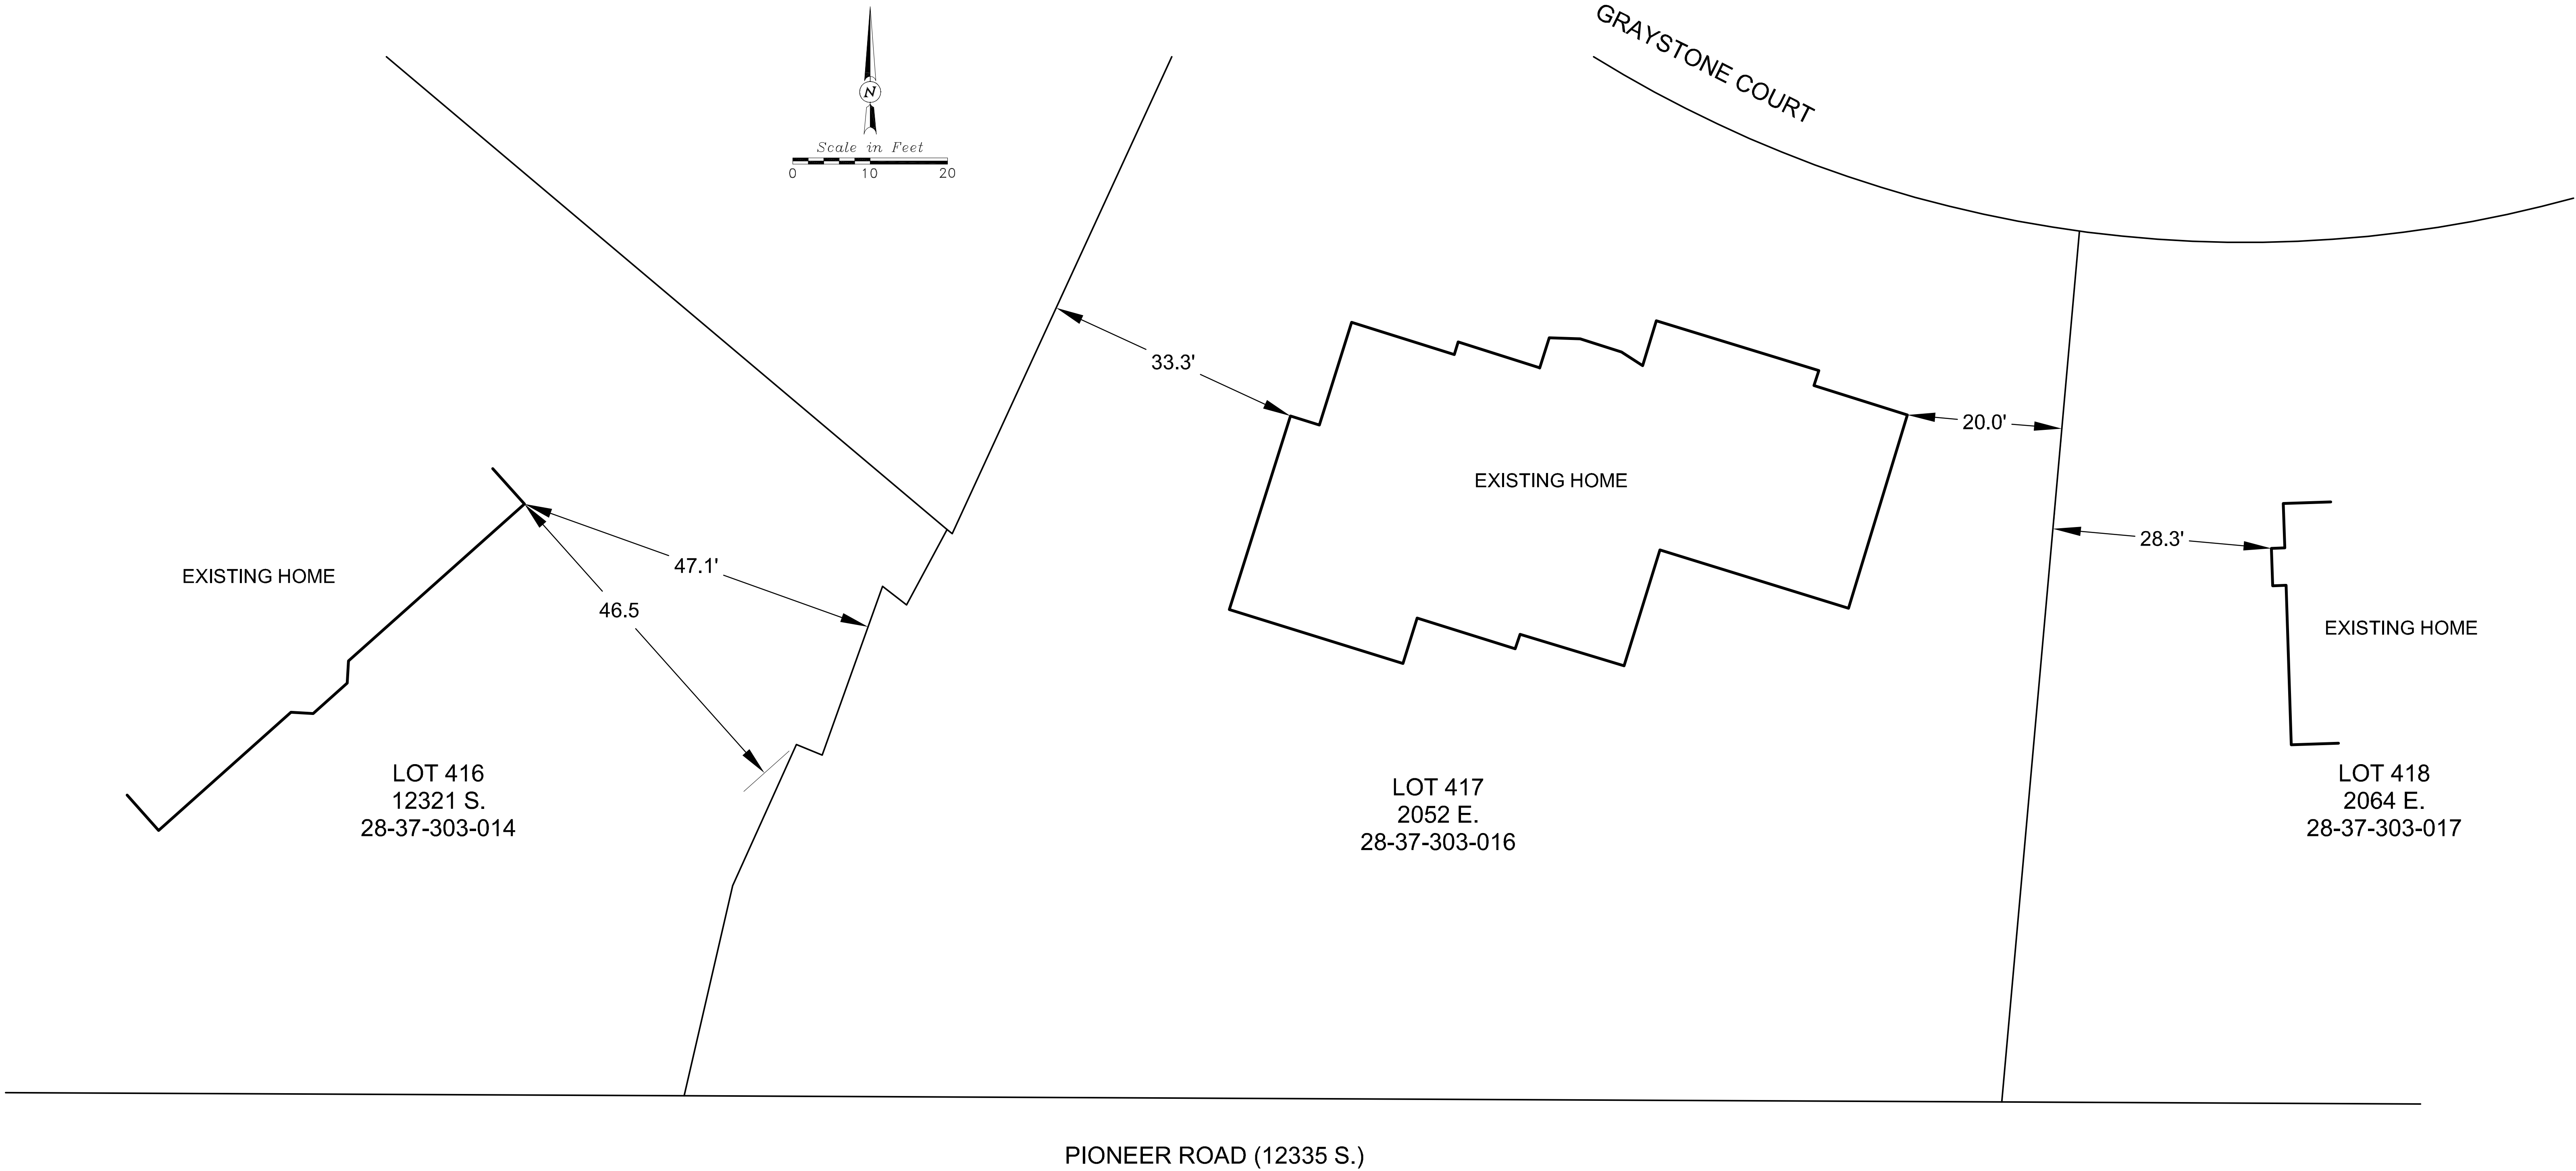 GRAYSTONE COURT
N
Scale in Feet
0 10 20
33.3'
20.0'
EXISTING HOME
28.3'
47.1'
EXISTING HOME
46.5
EXISTING HOME
LOT 416
12321 S.
28-37-303-014
LOT 417
2052 E.
28-37-303-016
LOT 418
2064 E.
28-37-303-017
PIONEER ROAD (12335 S.)